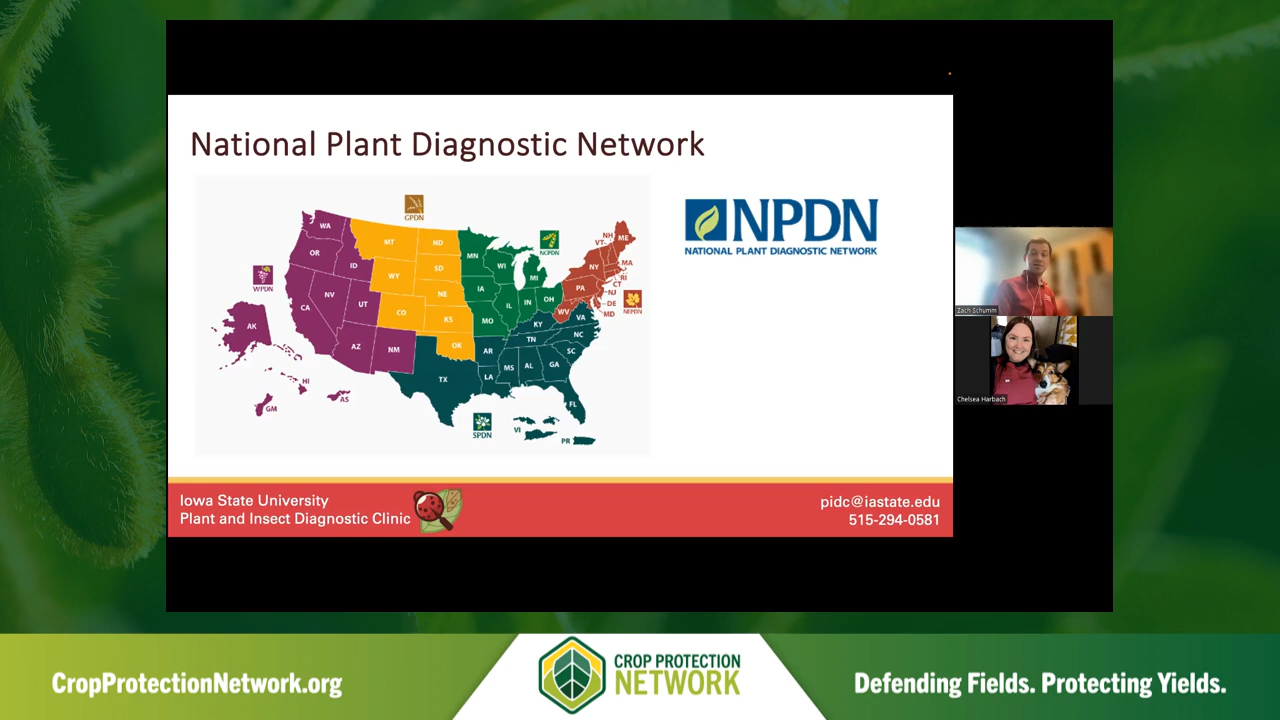 National Plant Diagnostic Network
GPDN
NCPDN
WPDN
NEPDN
SPDN
WA
OR
ID
NV
CA
UT
AZ
NM
AK
HI
AS
GM
MT
ND
SD
WY
NE
CO
KS
OK
MN
WI
MI
IA
IL
IN
OH
MO
NH
VT
ME
MA
RI
CT
NY
NJ
PA
DE
MD
WV
KY
VA
TN
NC
SC
AR
MS
AL
GA
LA
TX
FL
VI
PR
NPDN
NATIONAL PLANT DIAGNOSTIC NETWORK
Zach Schumm
Chelsea Harbach
Iowa State University
Plant and Insect Diagnostic Clinic
pidc@iastate.edu
515-294-0581
CropProtectionNetwork.org
CROP PROTECTION
NETWORK
Defending Fields. Protecting Yields.